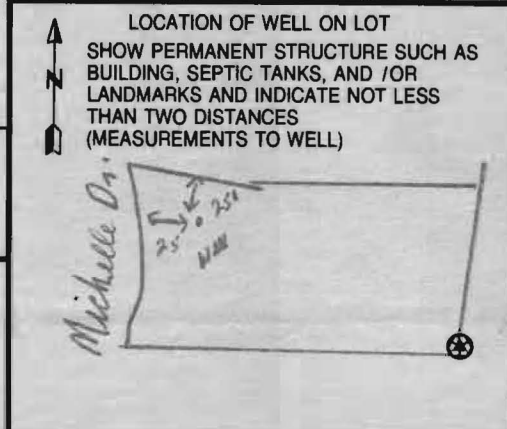 LOCATION OF WELL ON LOT
SHOW PERMANENT STRUCTURE SUCH AS
BUILDING, SEPTIC TANKS, AND /OR
LANDMARKS AND INDICATE NOT LESS
THAN TWO DISTANCES
(MEASUREMENTS TO WELL)
N
Michelle Dr.
25'
25'
Well